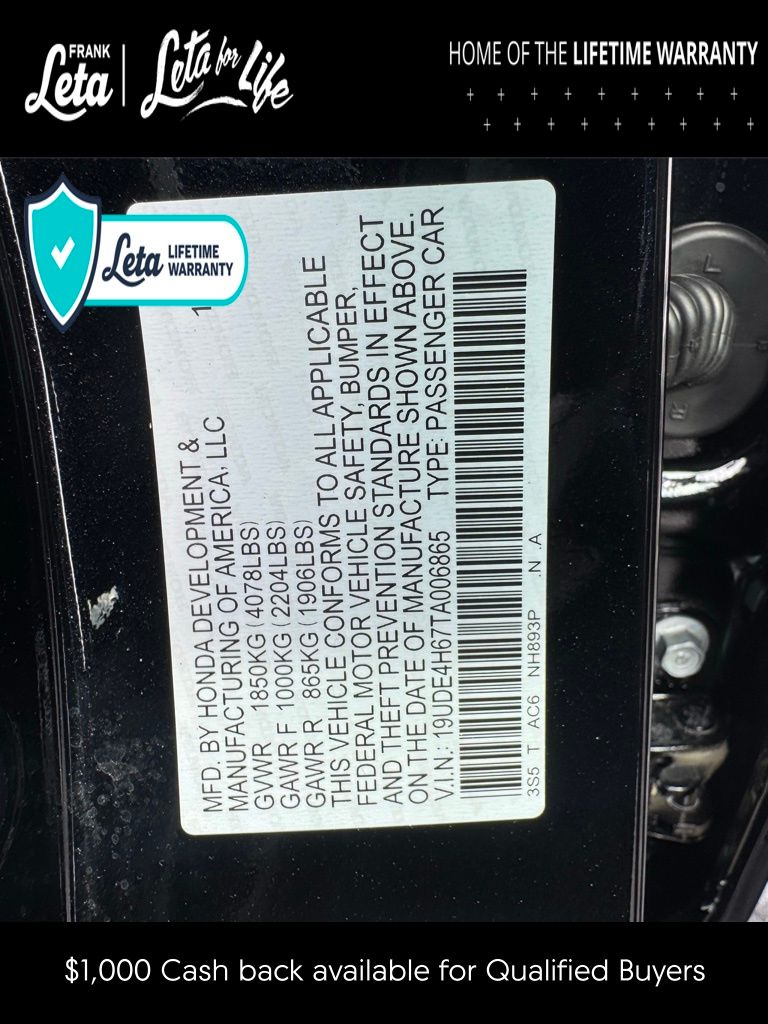 FRANK
Leta
Leta for Life
HOME OF THE LIFETIME WARRANTY
Leta LIFETIME
WARRANTY
MFD. BY HONDA DEVELOPMENT &
MANUFACTURING OF AMERICA, LLC
GVWR 1850KG (4078LBS)
GAWR F 1000KG (2204LBS)
GAWR R 865KG (1906LBS)
THIS VEHICLE CONFORMS TO ALL APPLICABLE
FEDERAL MOTOR VEHICLE SAFETY, BUMPER,
AND THEFT PREVENTION STANDARDS IN EFFECT
ON THE DATE OF MANUFACTURE SHOWN ABOVE.
V.I.N.: 19UDE4H67TA006865 TYPE: PASSENGER CAR
3S5 T AC6 NH893P .N .A
$1,000 Cash back available for Qualified Buyers